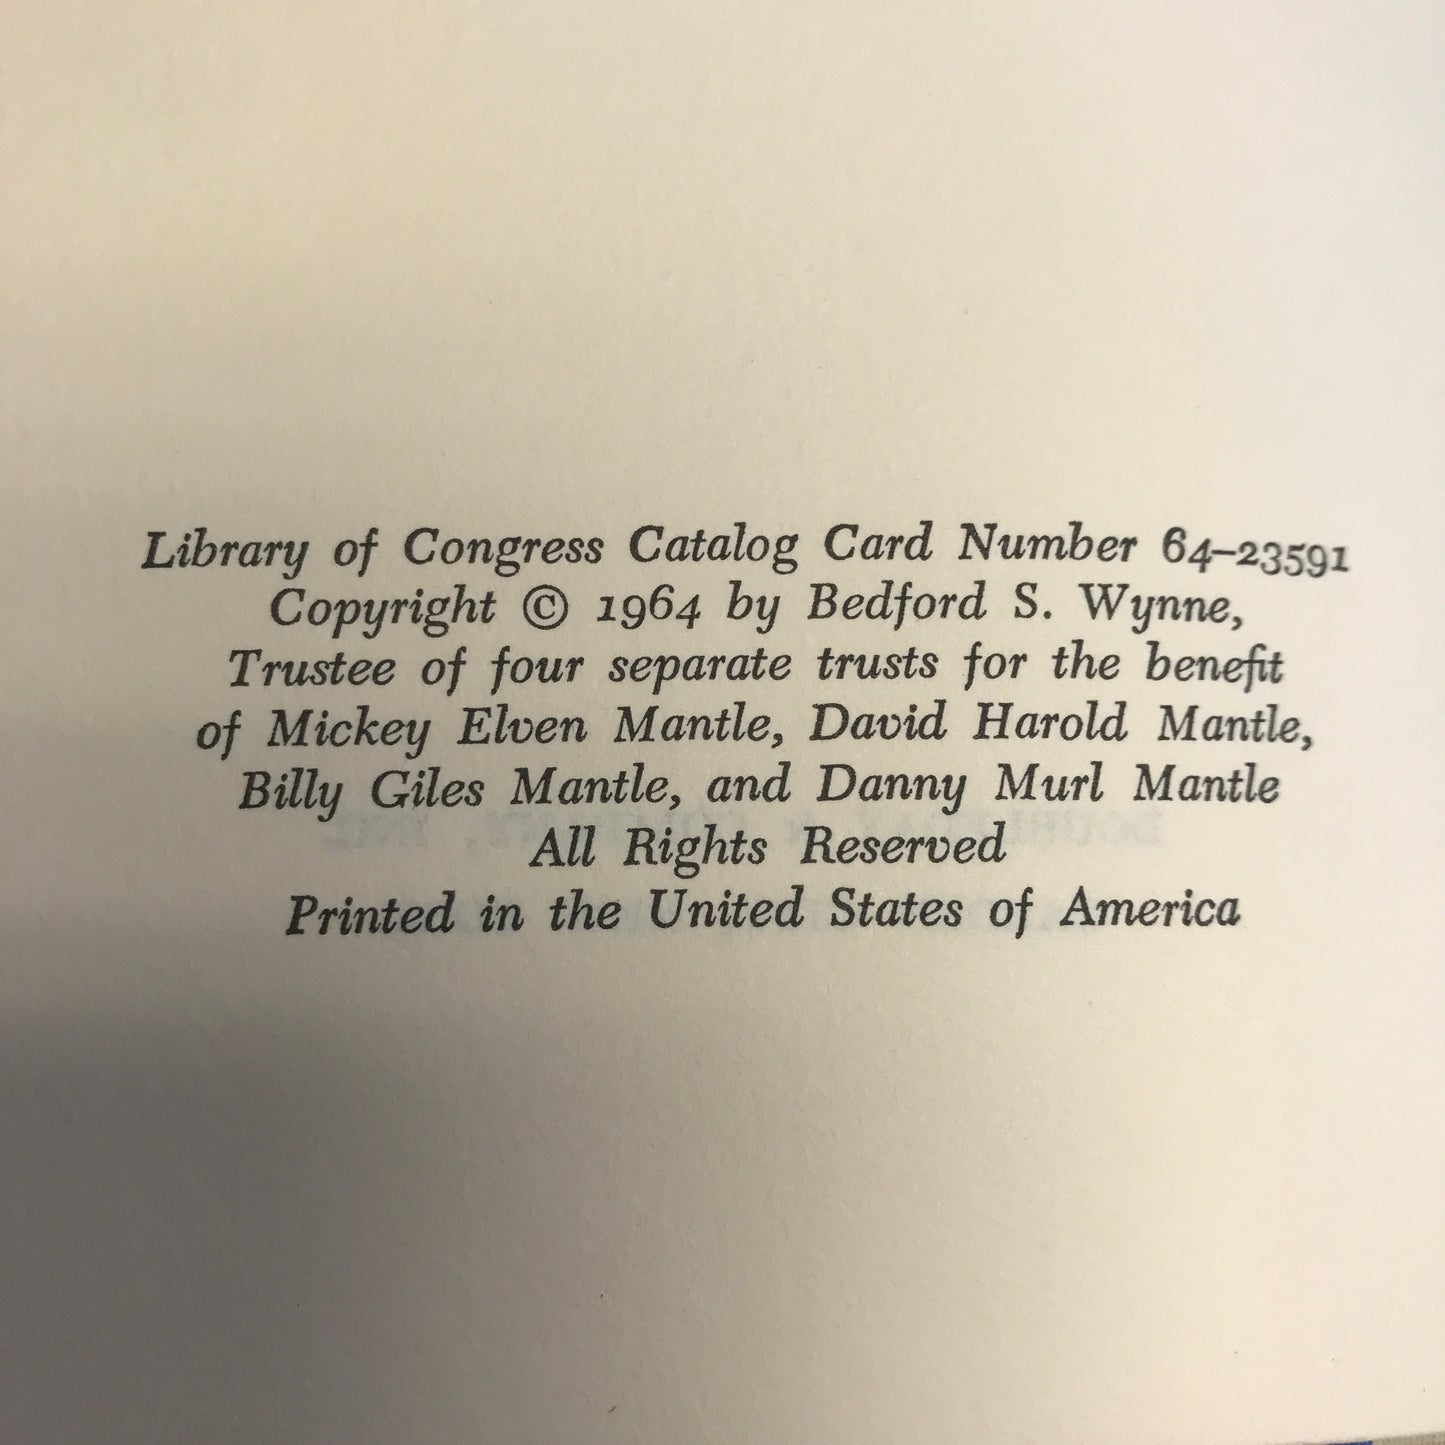 Library of Congress Catalog Card Number 64–23591
Copyright © 1964 by Bedford S. Wynne,
Trustee of four separate trusts for the benefit
of Mickey Elven Mantle, David Harold Mantle,
Billy Giles Mantle, and Danny Murl Mantle
All Rights Reserved
Printed in the United States of America